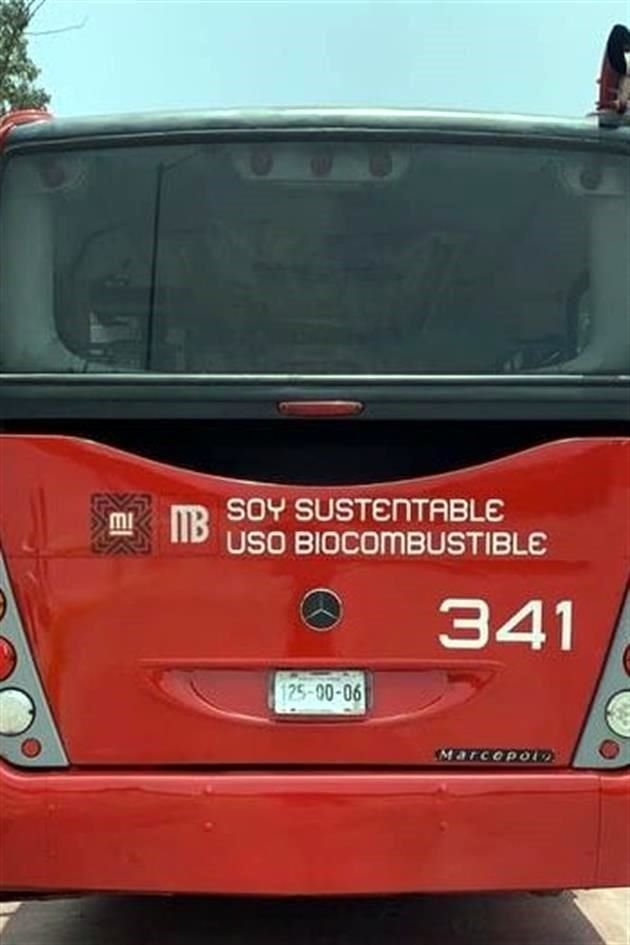 MI
MB SOY SUSTENTABLE
USO BIOCOMBUSTIBLE
341
125-00-06
Marcopolo